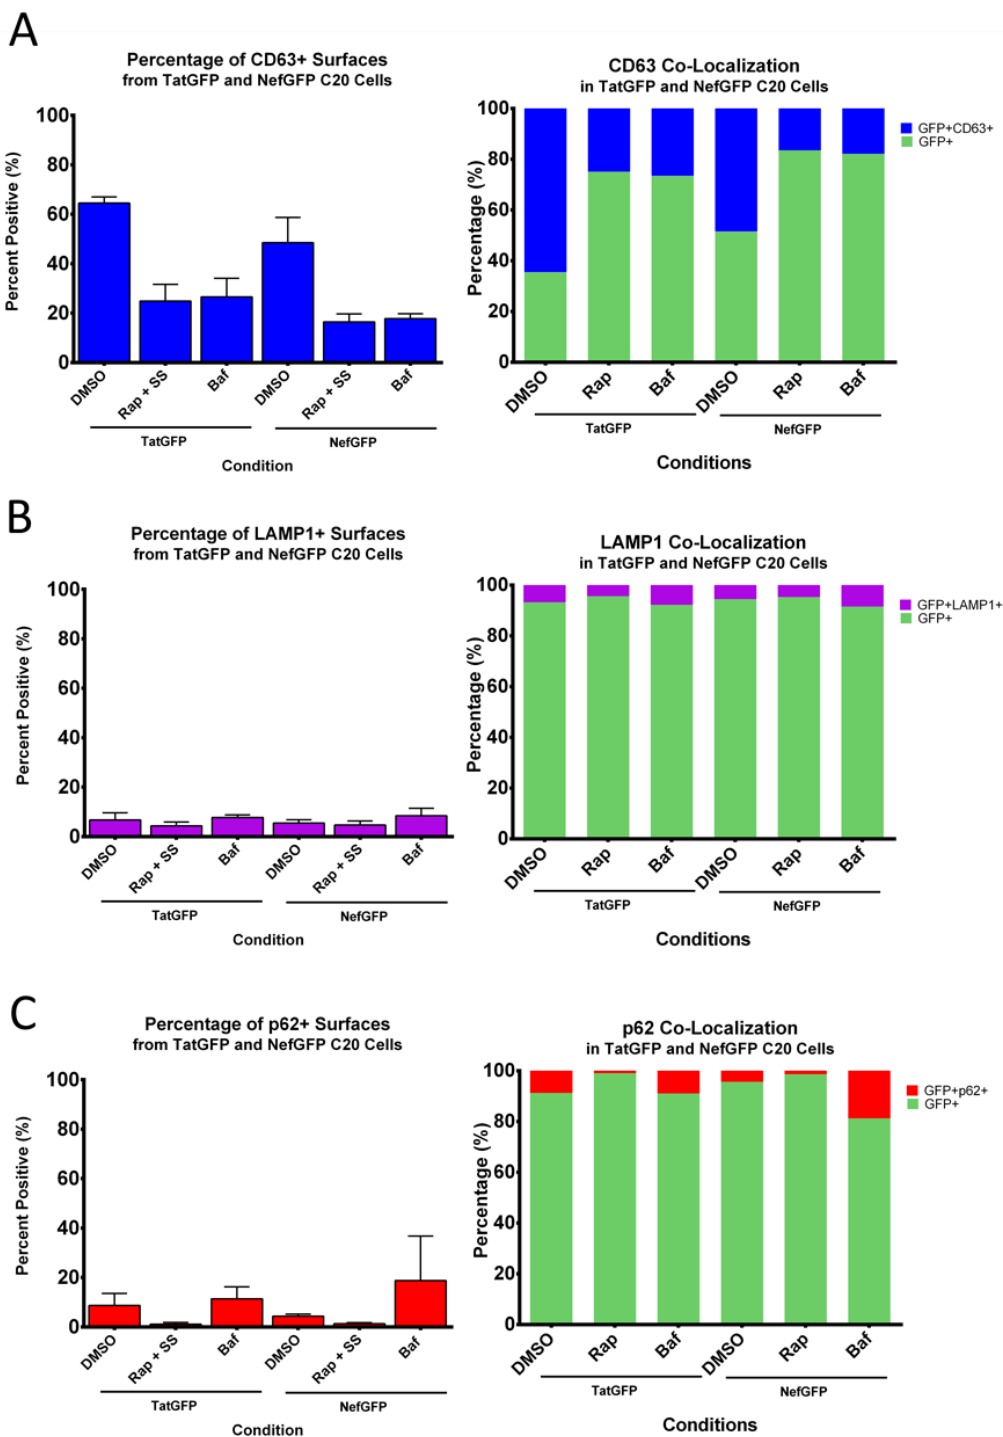 A
Percentage of CD63+ Surfaces
from TatGFP and NefGFP C20 Cells
Percent Positive (%)
100
80
60
40
20
0
DMSO
Rap + SS
Baf
DMSO
Rap + SS
Baf
TatGFP
NefGFP
Condition
CD63 Co-Localization
in TatGFP and NefGFP C20 Cells
Percentage (%)
100
80
60
40
20
0
GFP+CD63+
GFP+
DMSO
Rap
Baf
DMSO
Rap
Baf
TatGFP
NefGFP
Conditions
B
Percentage of LAMP1+ Surfaces
from TatGFP and NefGFP C20 Cells
Percent Positive (%)
100
80
60
40
20
0
DMSO
Rap + SS
Baf
DMSO
Rap + SS
Baf
TatGFP
NefGFP
Condition
LAMP1 Co-Localization
in TatGFP and NefGFP C20 Cells
Percentage (%)
100
80
60
40
20
0
GFP+LAMP1+
GFP+
DMSO
Rap
Baf
DMSO
Rap
Baf
TatGFP
NefGFP
Conditions
C
Percentage of p62+ Surfaces
from TatGFP and NefGFP C20 Cells
Percent Positive (%)
100
80
60
40
20
0
DMSO
Rap + SS
Baf
DMSO
Rap + SS
Baf
TatGFP
NefGFP
Condition
p62 Co-Localization
in TatGFP and NefGFP C20 Cells
Percentage (%)
100
80
60
40
20
0
GFP+p62+
GFP+
DMSO
Rap
Baf
DMSO
Rap
Baf
TatGFP
NefGFP
Conditions